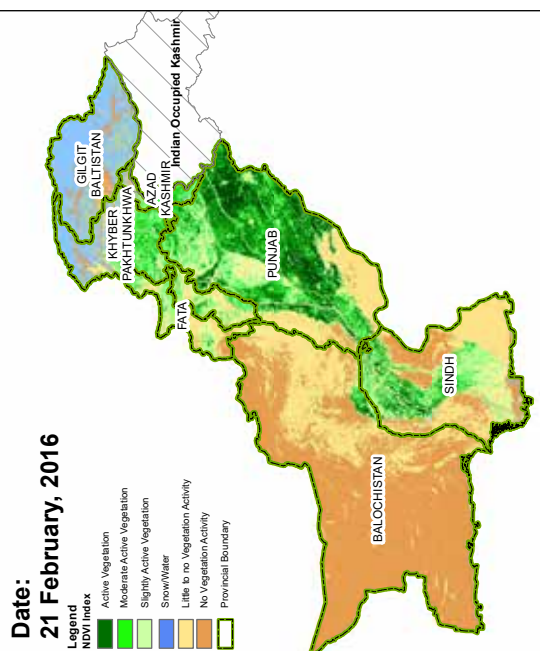 Date:
21 February, 2016
Legend
NDVI Index
Active Vegetation
Moderate Active Vegetation
Slightly Active Vegetation
Snow/Water
Little to no Vegetation Activity
No Vegetation Activity
Provincial Boundary
GILGIT
BALTISTAN
KHYBER
PAKHTUNKHWA
AZAD
KASHMIR
Indian Occupied Kashmir
FATA
PUNJAB
BALOCHISTAN
SINDH